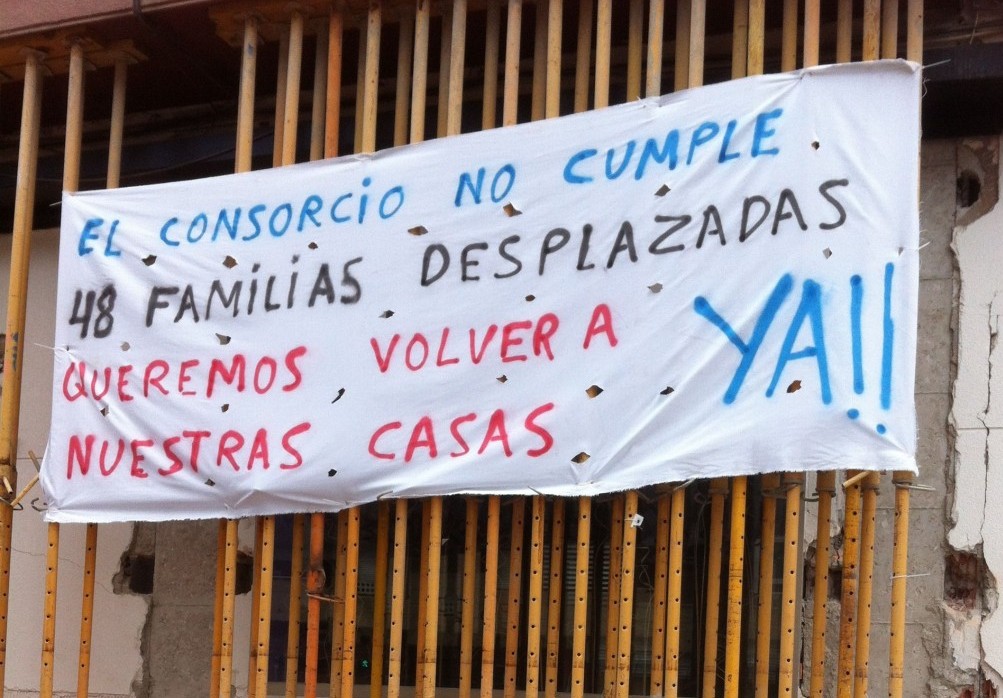 EL CONSORCiO NO CUMPLE
48 FAMiLiAS DESPLAZADAS
QUEREMOS VOLVER A YA!!
NUESTRAS CASAS